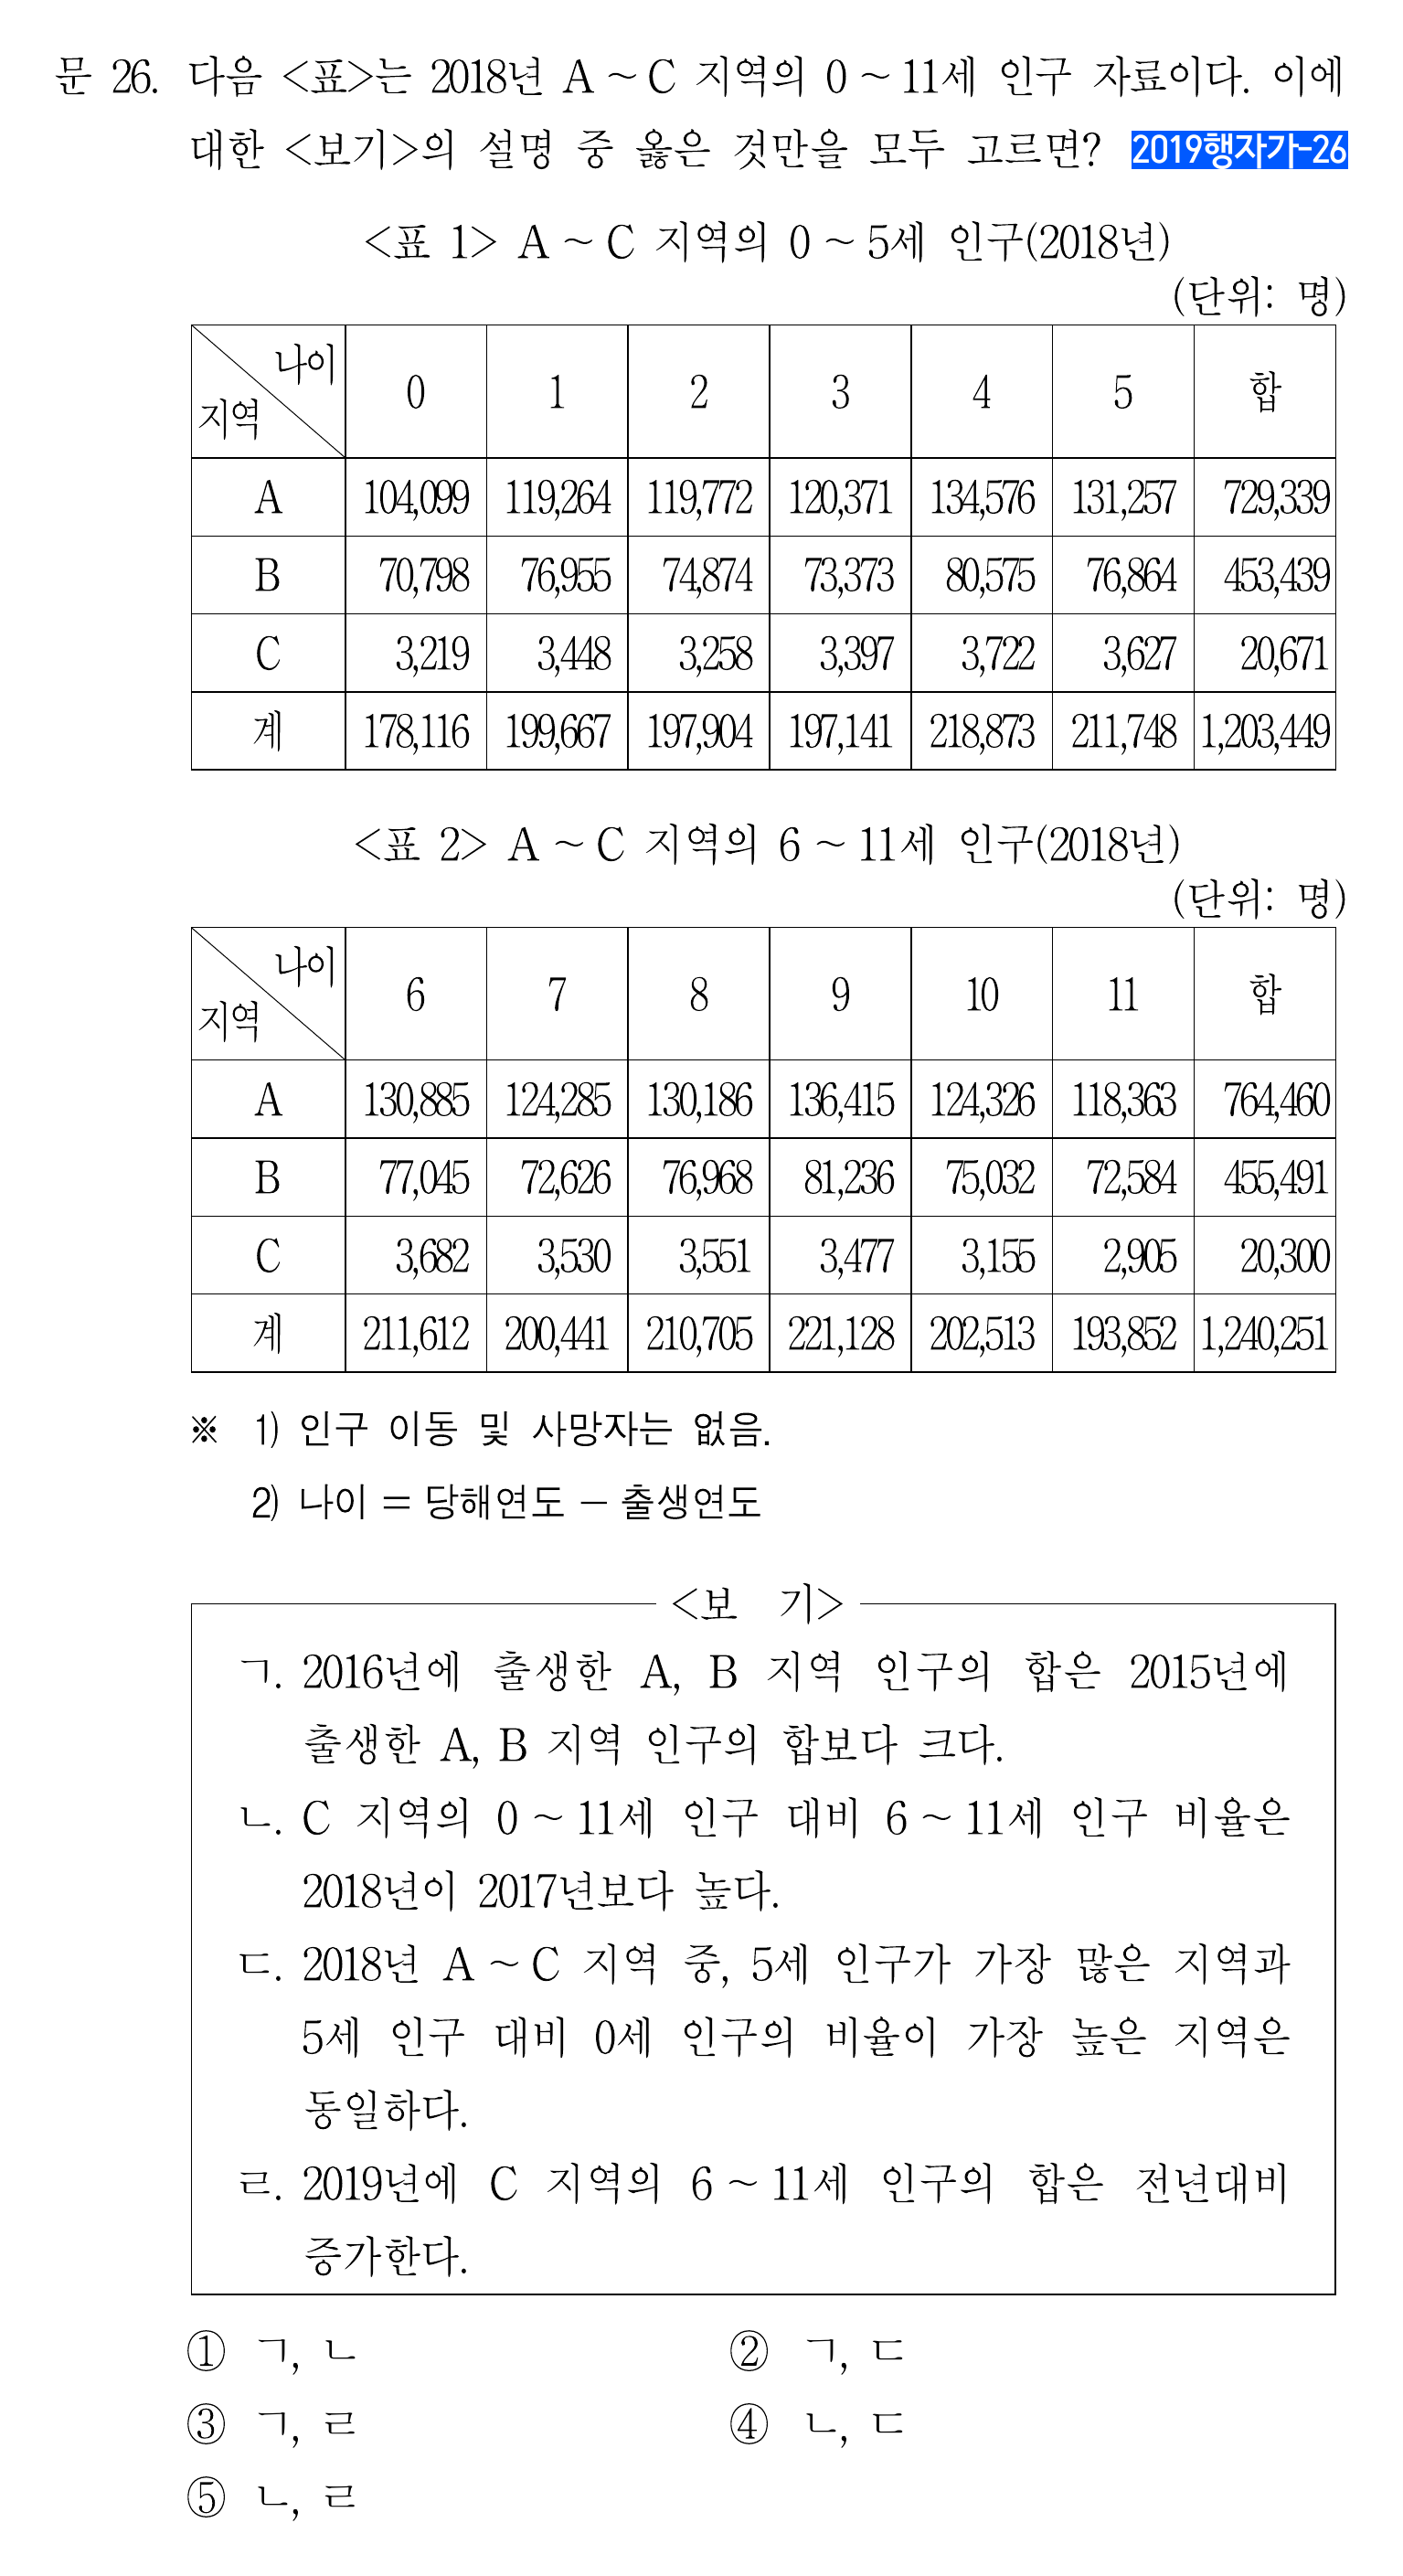 문 26. 다음 <표>는 2018년 A ~ C 지역의 0 ~ 11세 인구 자료이다. 이에
대한 <보기>의 설명 중 옳은 것만을 모두 고르면? 2019행자가-26
<표 1> A ~ C 지역의 0 ~ 5세 인구(2018년)
(단위: 명)
나이 지역 0 1 2 3 4 5 합
A 104,099 119,264 119,772 120,371 134,576 131,257 729,339
B 70,798 76,955 74,874 73,373 80,575 76,864 453,439
C 3,219 3,448 3,258 3,397 3,722 3,627 20,671
계 178,116 199,667 197,904 197,141 218,873 211,748 1,203,449
<표 2> A ~ C 지역의 6 ~ 11세 인구(2018년)
(단위: 명)
나이 지역 6 7 8 9 10 11 합
A 130,885 124,285 130,186 136,415 124,326 118,363 764,460
B 77,045 72,626 76,968 81,236 75,032 72,584 455,491
C 3,682 3,530 3,551 3,477 3,155 2,905 20,300
계 211,612 200,441 210,705 221,128 202,513 193,852 1,240,251
※ 1) 인구 이동 및 사망자는 없음.
2) 나이 = 당해연도 - 출생연도
<보 기>
ㄱ. 2016년에 출생한 A, B 지역 인구의 합은 2015년에
출생한 A, B 지역 인구의 합보다 크다.
ㄴ. C 지역의 0 ~ 11세 인구 대비 6 ~ 11세 인구 비율은
2018년이 2017년보다 높다.
ㄷ. 2018년 A ~ C 지역 중, 5세 인구가 가장 많은 지역과
5세 인구 대비 0세 인구의 비율이 가장 높은 지역은
동일하다.
ㄹ. 2019년에 C 지역의 6 ~ 11세 인구의 합은 전년대비
증가한다.
① ㄱ, ㄴ ② ㄱ, ㄷ
③ ㄱ, ㄹ ④ ㄴ, ㄷ
⑤ ㄴ, ㄹ